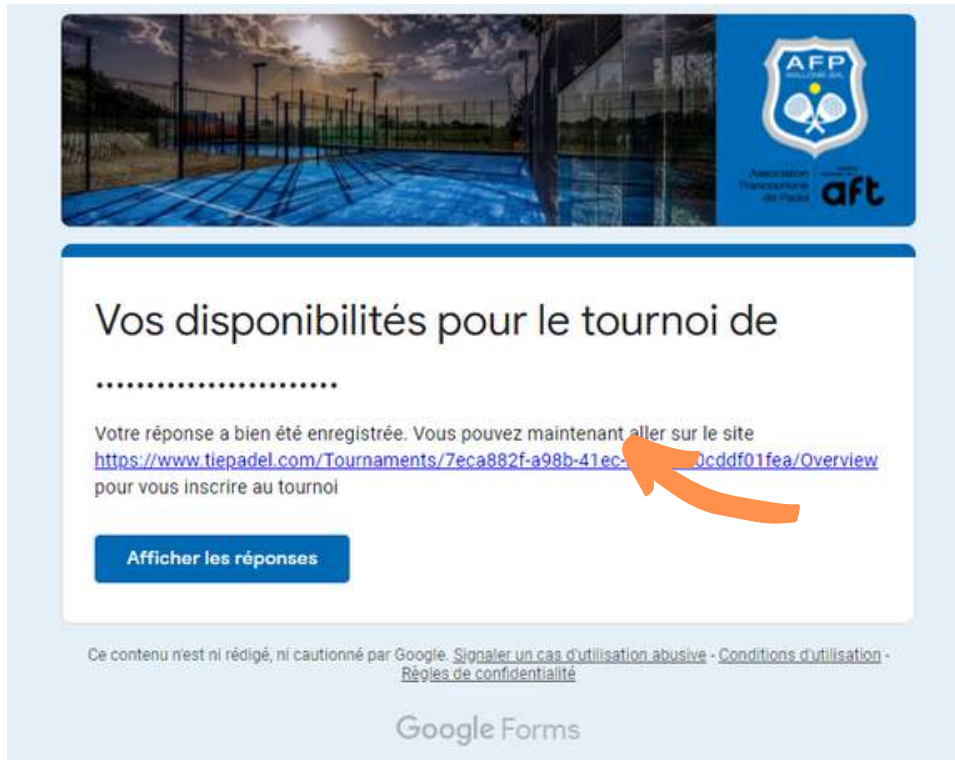 AFP
Association
Francophone
de Padel
aft
Vos disponibilités pour le tournoi de
........................
Votre réponse a bien été enregistrée. Vous pouvez maintenant aller sur le site
https://www.tiepadel.com/Tournaments/7eca882f-a98b-41ec- 0cddf01fea/Overview
pour vous inscrire au tournoi
Afficher les réponses
Ce contenu n'est ni rédigé, ni cautionné par Google. Signaler un cas d'utilisation abusive - Conditions d'utilisation -
Règles de confidentialité
Google Forms